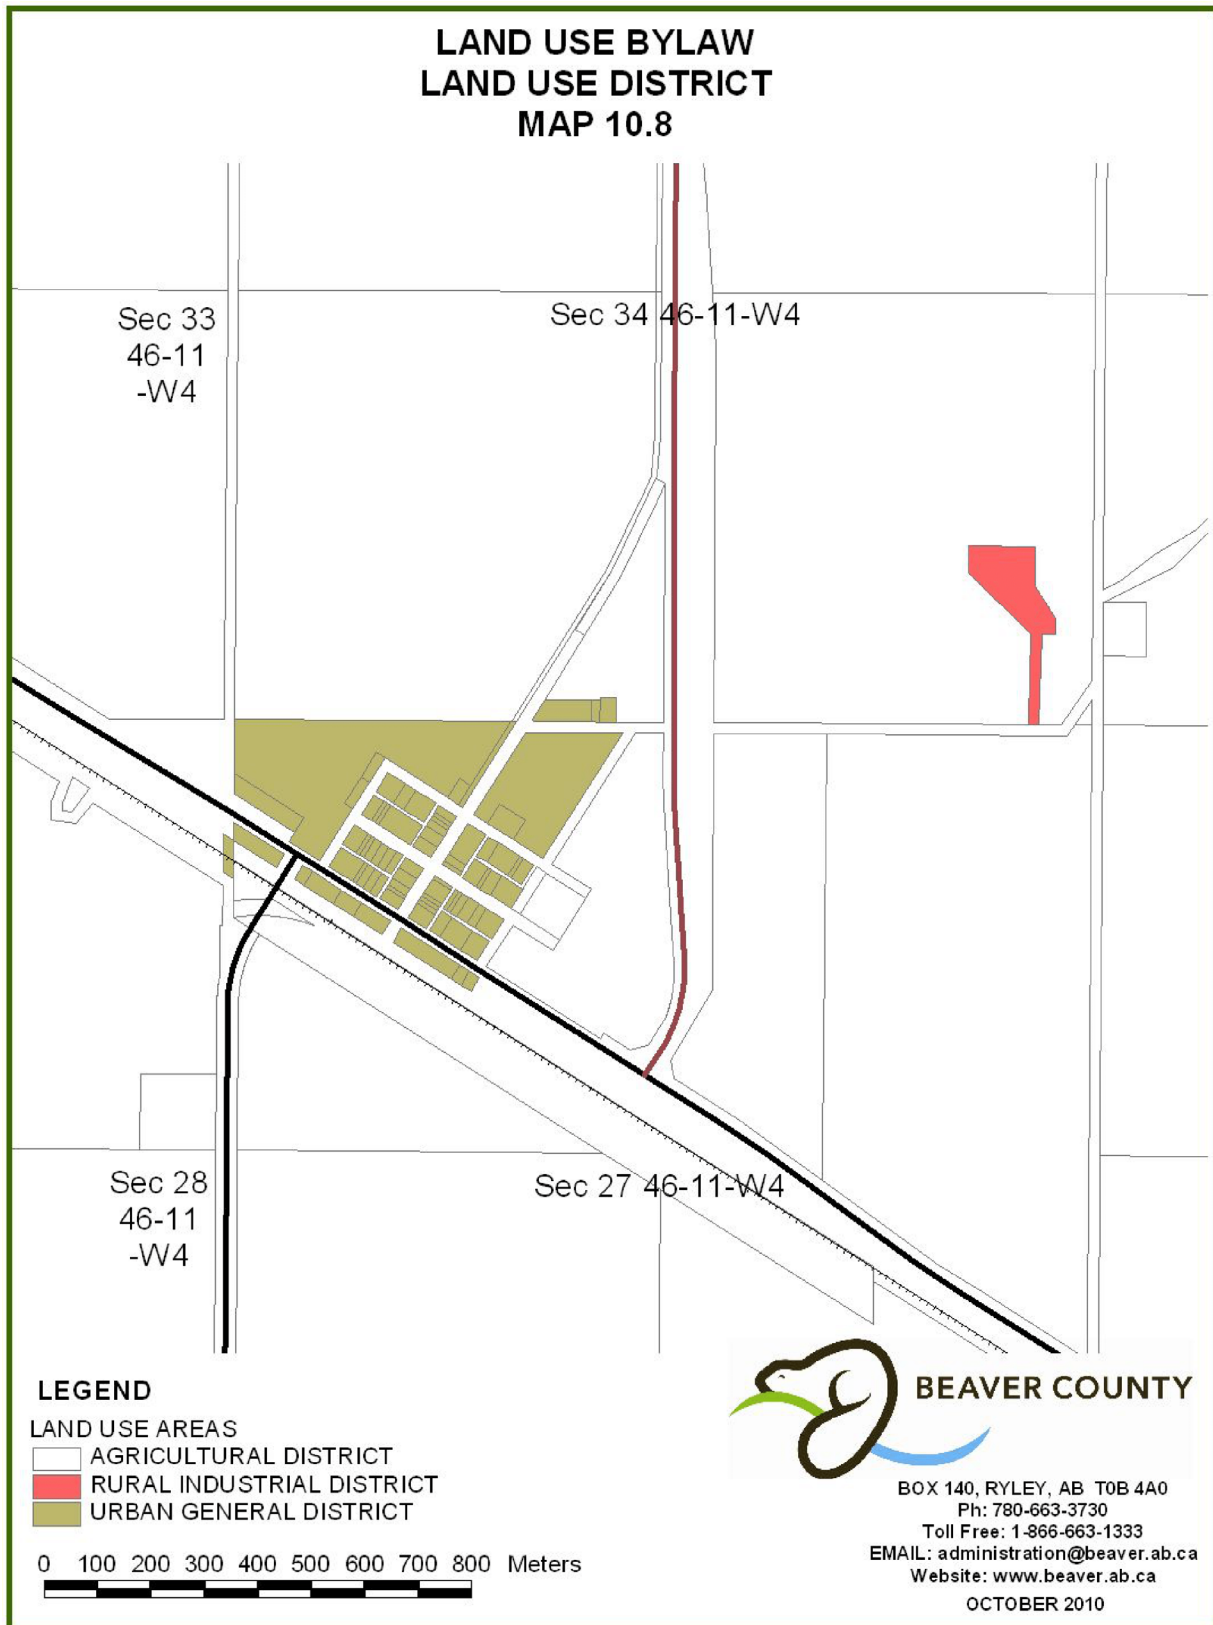 LAND USE BYLAW
LAND USE DISTRICT
MAP 10.8
Sec 33
46-11
-W4
Sec 34 46-11-W4
Sec 28
46-11
-W4
Sec 27 46-11-W4
LEGEND
LAND USE AREAS
AGRICULTURAL DISTRICT
RURAL INDUSTRIAL DISTRICT
URBAN GENERAL DISTRICT
0 100 200 300 400 500 600 700 800 Meters
BEAVER COUNTY
BOX 140, RYLEY, AB T0B 4A0
Ph: 780-663-3730
Toll Free: 1-866-663-1333
EMAIL: administration@beaver.ab.ca
Website: www.beaver.ab.ca
OCTOBER 2010